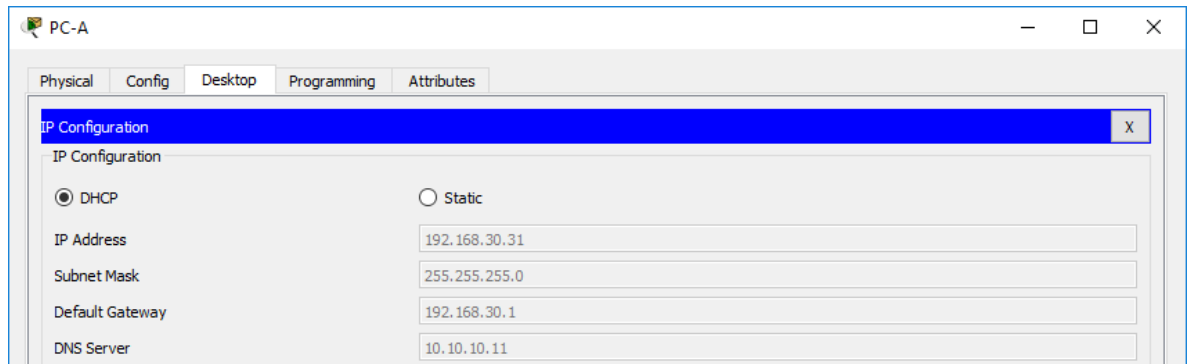 PC-A
Physical Config Desktop Programming Attributes
IP Configuration X
IP Configuration
DHCP Static
IP Address 192.168.30.31
Subnet Mask 255.255.255.0
Default Gateway 192.168.30.1
DNS Server 10.10.10.11